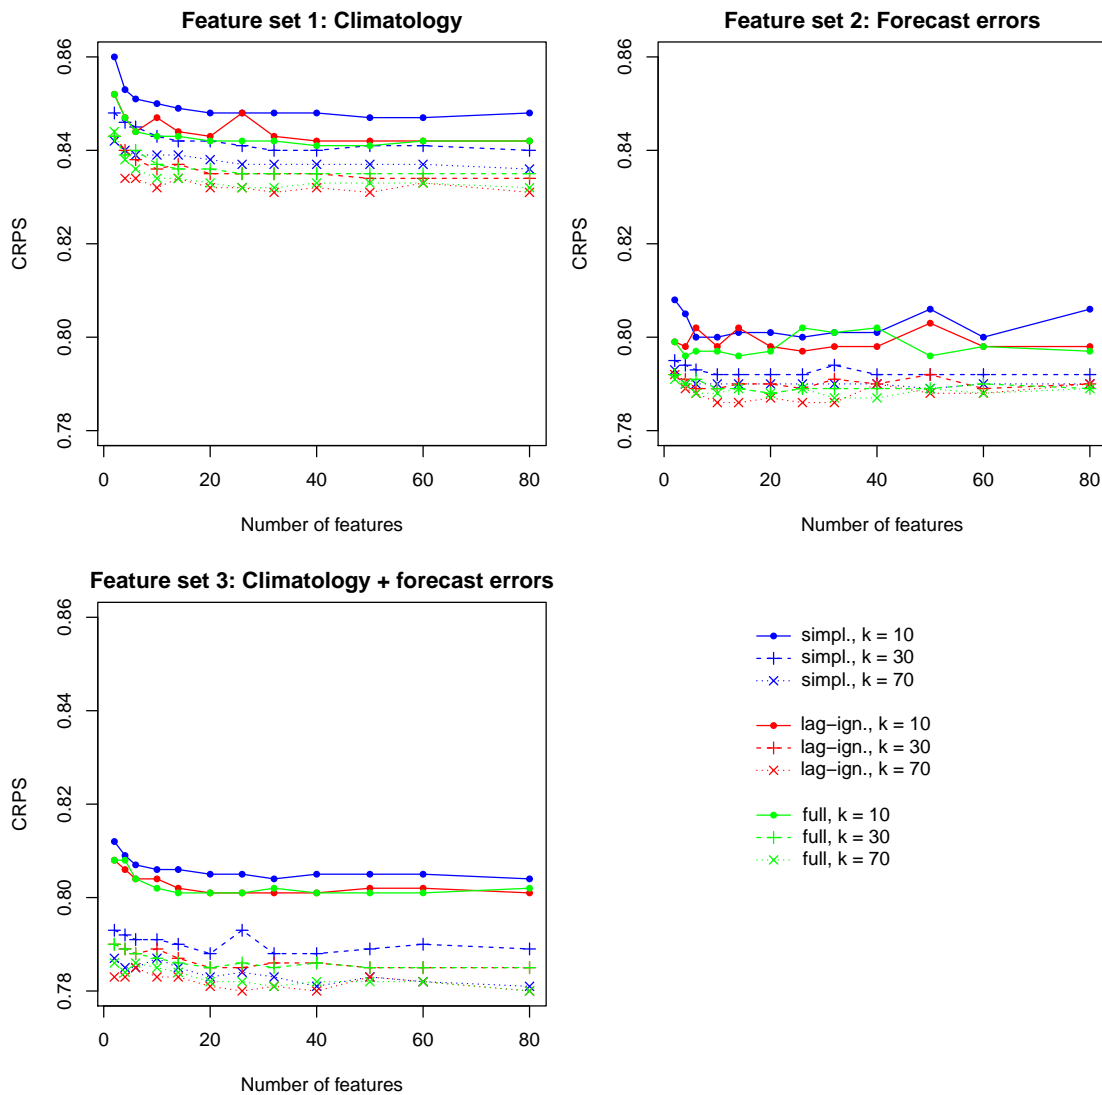 Feature set 1: Climatology
0.86
0.84
0.82
0.80
0.78
CRPS
0 20 40 60 80
Number of features
Feature set 2: Forecast errors
0.86
0.84
0.82
0.80
0.78
CRPS
0 20 40 60 80
Number of features
Feature set 3: Climatology + forecast errors
0.86
0.84
0.82
0.80
0.78
CRPS
0 20 40 60 80
Number of features
simpl., k = 10
simpl., k = 30
simpl., k = 70
lag−ign., k = 10
lag−ign., k = 30
lag−ign., k = 70
full, k = 10
full, k = 30
full, k = 70